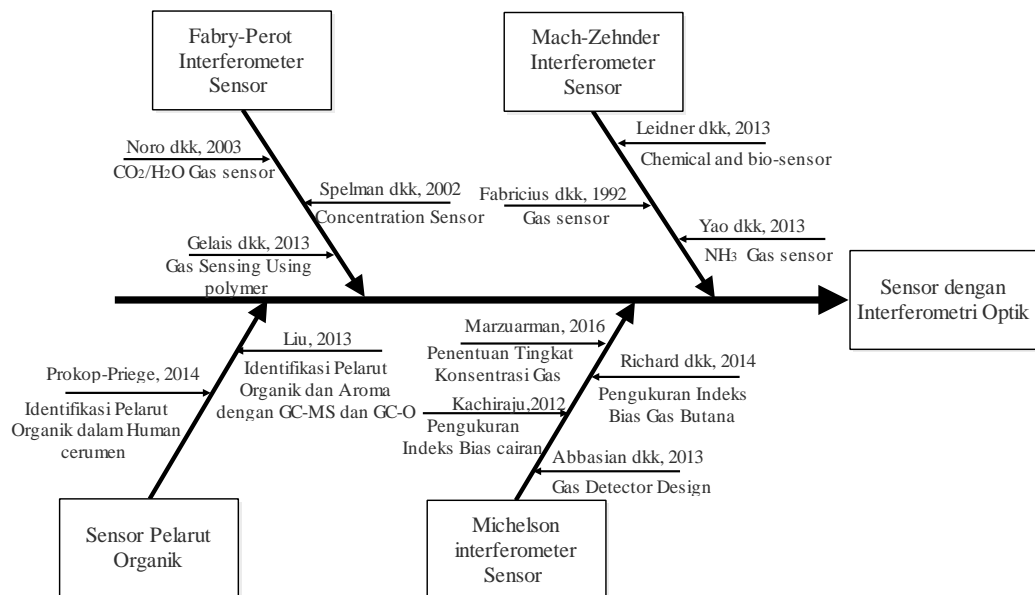 Fabry-Perot
Interferometer
Sensor
Mach-Zehnder
Interferometer
Sensor
Noro dkk, 2003
CO₂/H₂O Gas sensor
Spelman dkk, 2002
Concentration Sensor
Gelais dkk, 2013
Gas Sensing Using
polymer
Leidner dkk, 2013
Chemical and bio-sensor
Fabricius dkk, 1992
Gas sensor
Yao dkk, 2013
NH₃ Gas sensor
Sensor dengan
Interferometri Optik
Liu, 2013
Identifikasi Pelarut
Organik dan Aroma
dengan GC-MS dan GC-O
Prokop-Priege, 2014
Identifikasi Pelarut
Organik dalam Human
cerumen
Marzuarman, 2016
Penentuan Tingkat
Konsentrasi Gas
Richard dkk, 2014
Pengukuran Indeks
Bias Gas Butana
Kachiraju,2012
Pengukuran
Indeks Bias cairan
Abbasian dkk, 2013
Gas Detector Design
Sensor Pelarut
Organik
Michelson
interferometer
Sensor